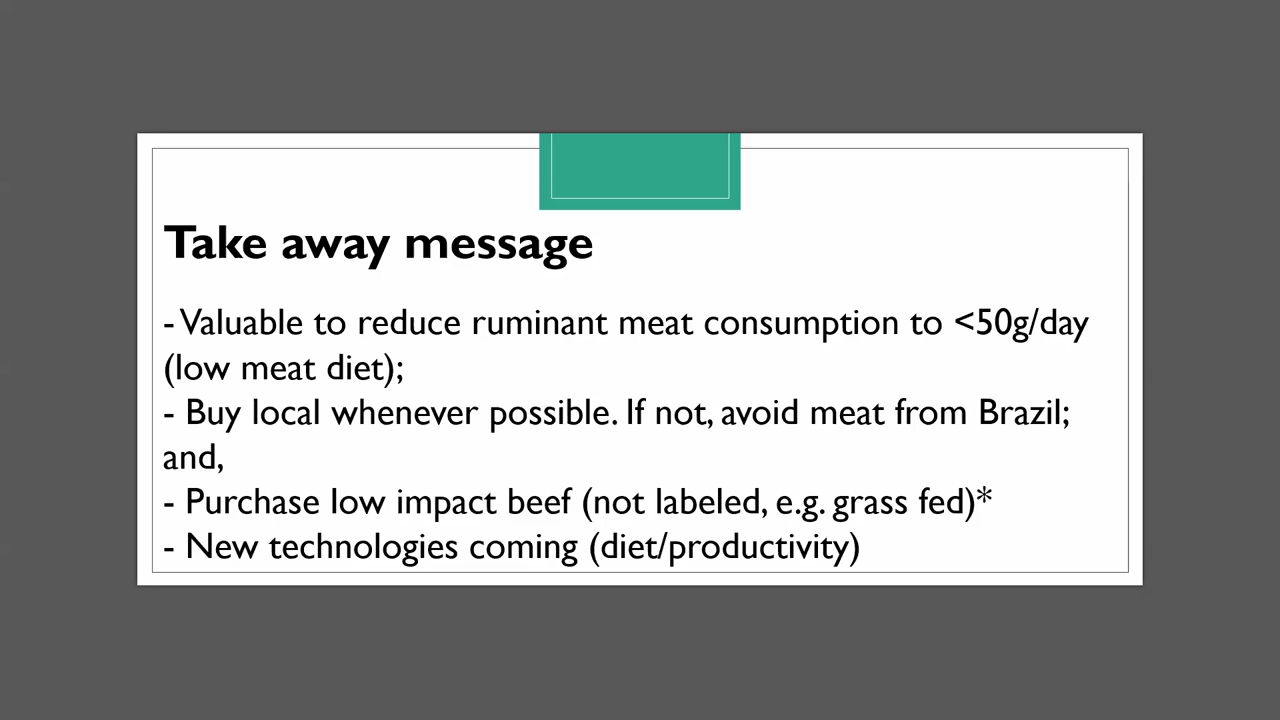 Take away message
- Valuable to reduce ruminant meat consumption to <50g/day
(low meat diet);
- Buy local whenever possible. If not, avoid meat from Brazil;
and,
- Purchase low impact beef (not labeled, e.g. grass fed)*
- New technologies coming (diet/productivity)